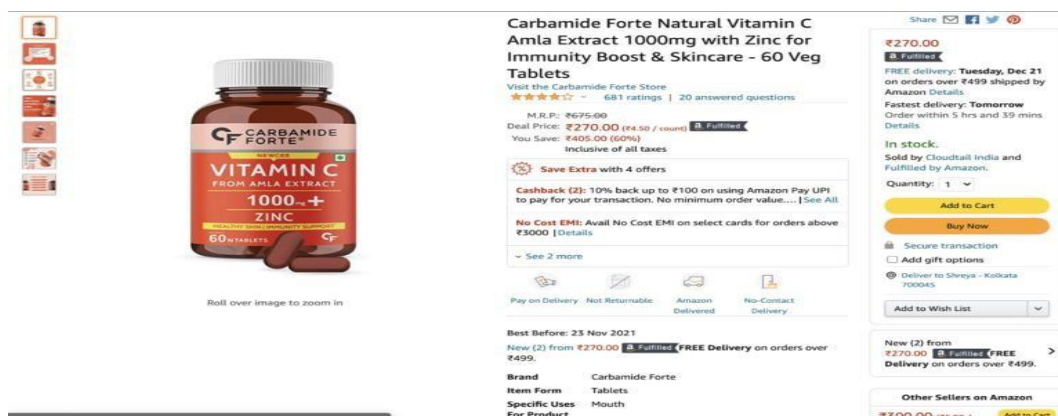 CF CARBAMIDE
FORTE®
NEWCEE
VITAMIN C
FROM AMLA EXTRACT
1000mg+
ZINC
HEALTHY SKIN | IMMUNITY SUPPORT
60 N TABLETS
CF
Roll over image to zoom in
Carbamide Forte Natural Vitamin C
Amla Extract 1000mg with Zinc for
Immunity Boost & Skincare - 60 Veg
Tablets
Visit the Carbamide Forte Store
681 ratings | 20 answered questions
M.R.P.: ₹675.00
Deal Price: ₹270.00 (₹4.50 / count) a Fulfilled
You Save: ₹405.00 (60%)
Inclusive of all taxes
Save Extra with 4 offers
Cashback (2): 10% back up to ₹100 on using Amazon Pay UPI
to pay for your transaction. No minimum order value.... | See All
No Cost EMI: Avail No Cost EMI on select cards for orders above
₹3000 | Details
See 2 more
Pay on Delivery
Not Returnable
Amazon
Delivered
No-Contact
Delivery
Best Before: 23 Nov 2021
New (2) from ₹270.00 a Fulfilled FREE Delivery on orders over
₹499.
Brand Carbamide Forte
Item Form Tablets
Specific Uses Mouth
For Product
Share
₹270.00
a Fulfilled
FREE delivery: Tuesday, Dec 21
on orders over ₹499 shipped by
Amazon Details
Fastest delivery: Tomorrow
Order within 5 hrs and 39 mins
Details
In stock.
Sold by Cloudtail India and
Fulfilled by Amazon.
Quantity: 1
Add to Cart
Buy Now
Secure transaction
Add gift options
Deliver to Shreya - Kolkata
700045
Add to Wish List
New (2) from
₹270.00 a Fulfilled FREE
Delivery on orders over ₹499.
Other Sellers on Amazon
Add to Cart